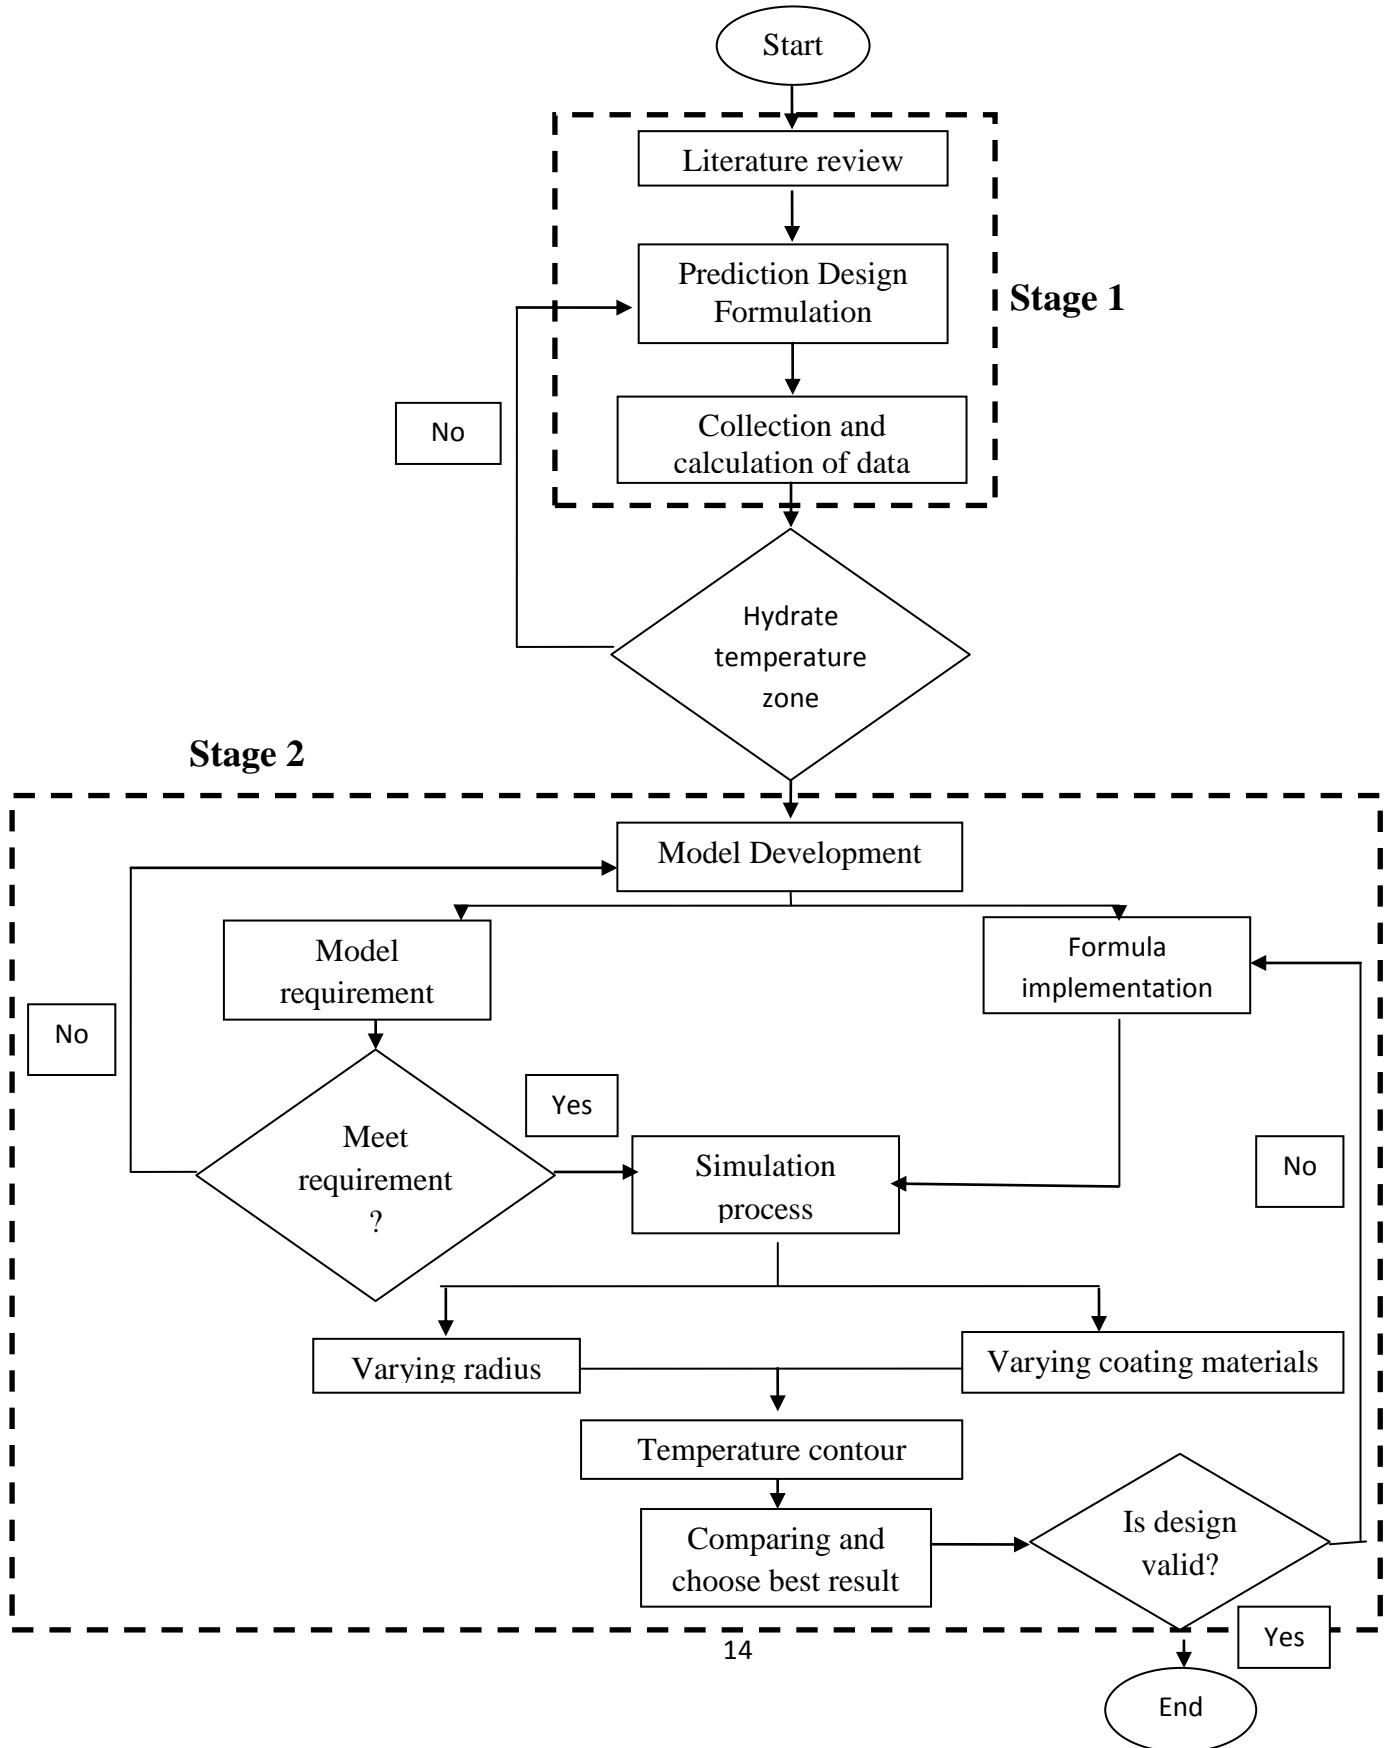 Start
Literature review
Prediction Design
Formulation
Stage 1
No
Collection and
calculation of data
Hydrate
temperature
zone
Stage 2
Model Development
Model
requirement
Formula
implementation
No
Yes
Meet
requirement
?
Simulation
process
No
Varying radius
Varying coating materials
Temperature contour
Comparing and
choose best result
Is design
valid?
Yes
14
End